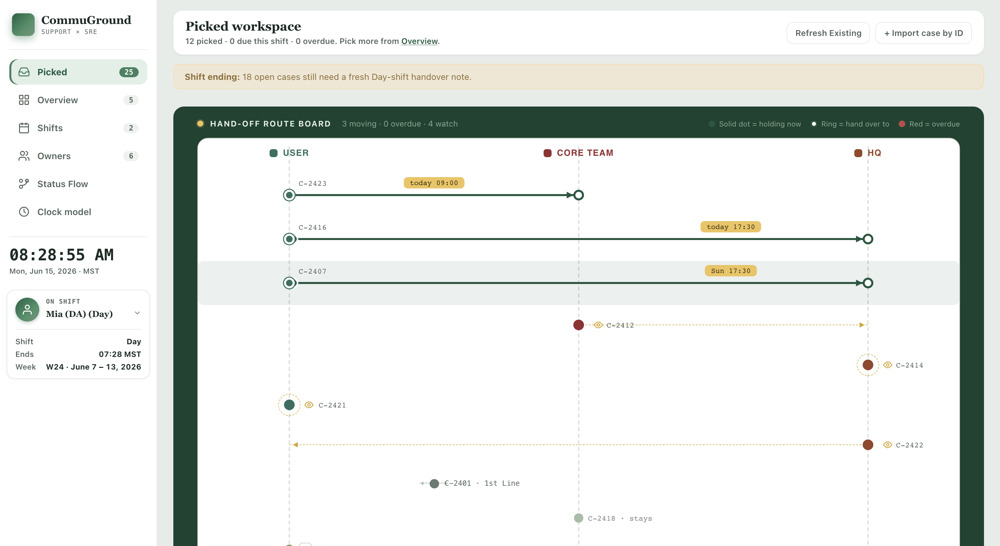 CommuGround
SUPPORT × SRE
Picked 25
Overview 5
Shifts 2
Owners 6
Status Flow
Clock model
08:28:55 AM
Mon, Jun 15, 2026 · MST
ON SHIFT
Mia (DA) (Day)
Shift Day
Ends 07:28 MST
Week W24 · June 7 – 13, 2026
Picked workspace
12 picked · 0 due this shift · 0 overdue. Pick more from Overview.
Refresh Existing
+ Import case by ID
Shift ending: 18 open cases still need a fresh Day-shift handover note.
HAND-OFF ROUTE BOARD 3 moving · 0 overdue · 4 watch
Solid dot = holding now Ring = hand over to Red = overdue
USER CORE TEAM HQ
C-2423 today 09:00
C-2416 today 17:30
C-2407 Sun 17:30
C-2412
C-2414
C-2421
C-2422
C-2401 · 1st Line
C-2418 · stays